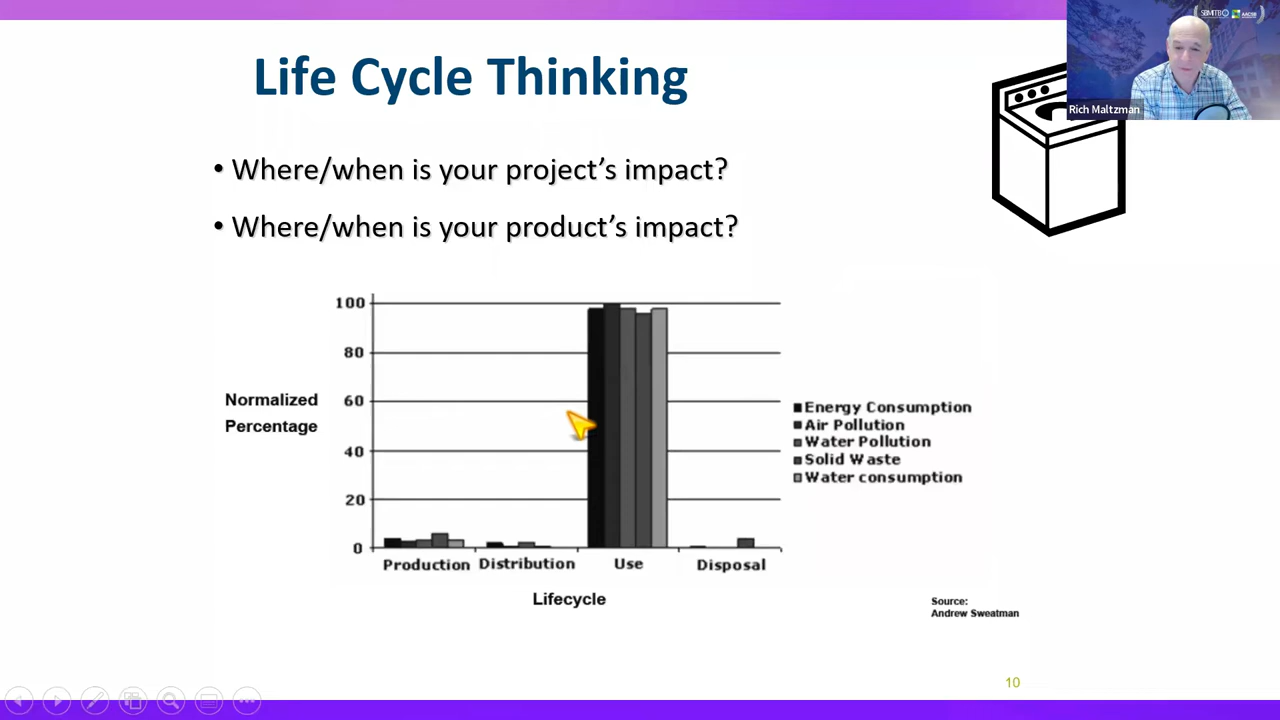 SBMITB AACSB
Rich Maltzman
Life Cycle Thinking
• Where/when is your project's impact?
• Where/when is your product's impact?
100
80
60
40
20
0
Normalized
Percentage
Production Distribution Use Disposal
Lifecycle
Energy Consumption
Air Pollution
Water Pollution
Solid Waste
Water consumption
Source:
Andrew Sweatman
10